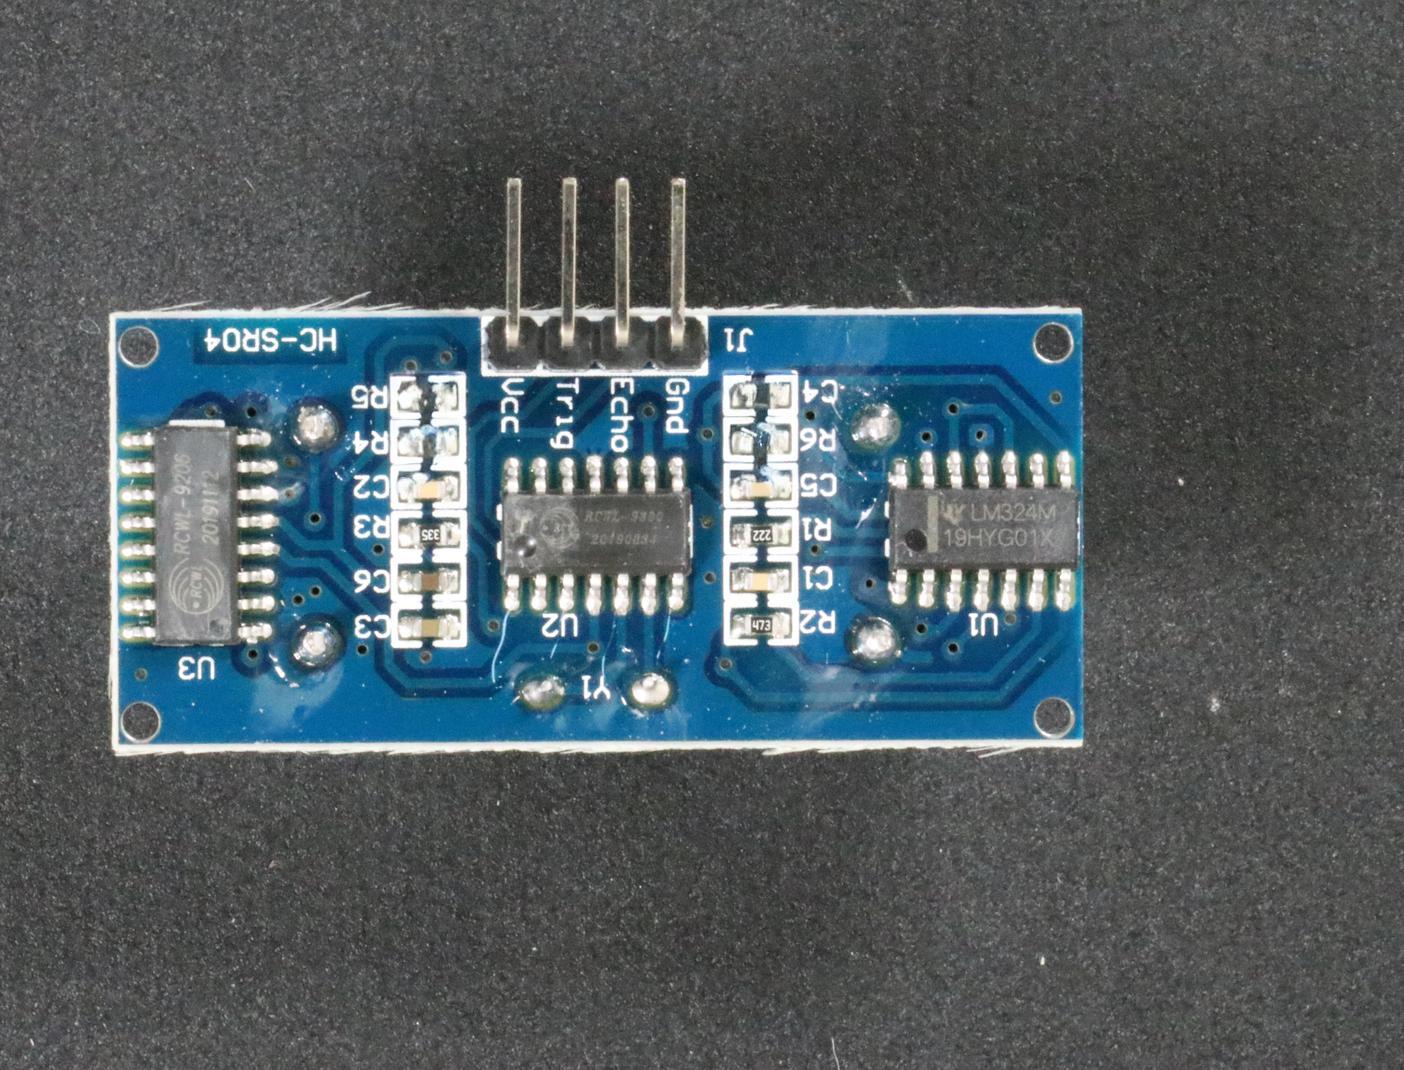 HC-SR04
J1
Vcc
Trig
Echo
Gnd
R5
R4
C2
R3
C6
C3
C4
R6
C5
R1
C1
R2
335
222
473
RCWL-9206
RCWL
U3
U2
Y1
LM324M
19HYG01X
U1